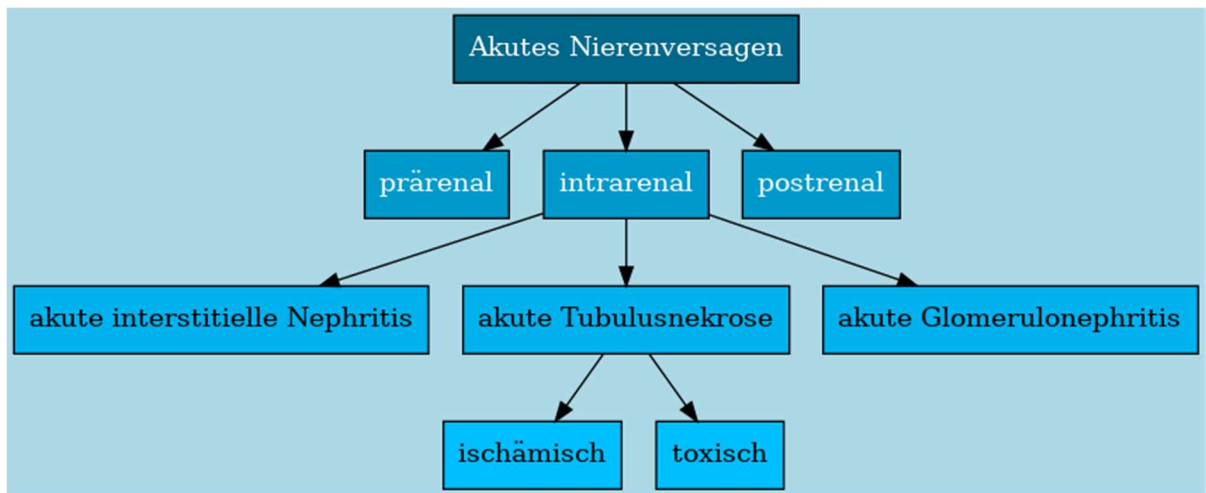 Akutes Nierenversagen
prärenal
intrarenal
postrenal
akute interstitielle Nephritis
akute Tubulusnekrose
akute Glomerulonephritis
ischämisch
toxisch